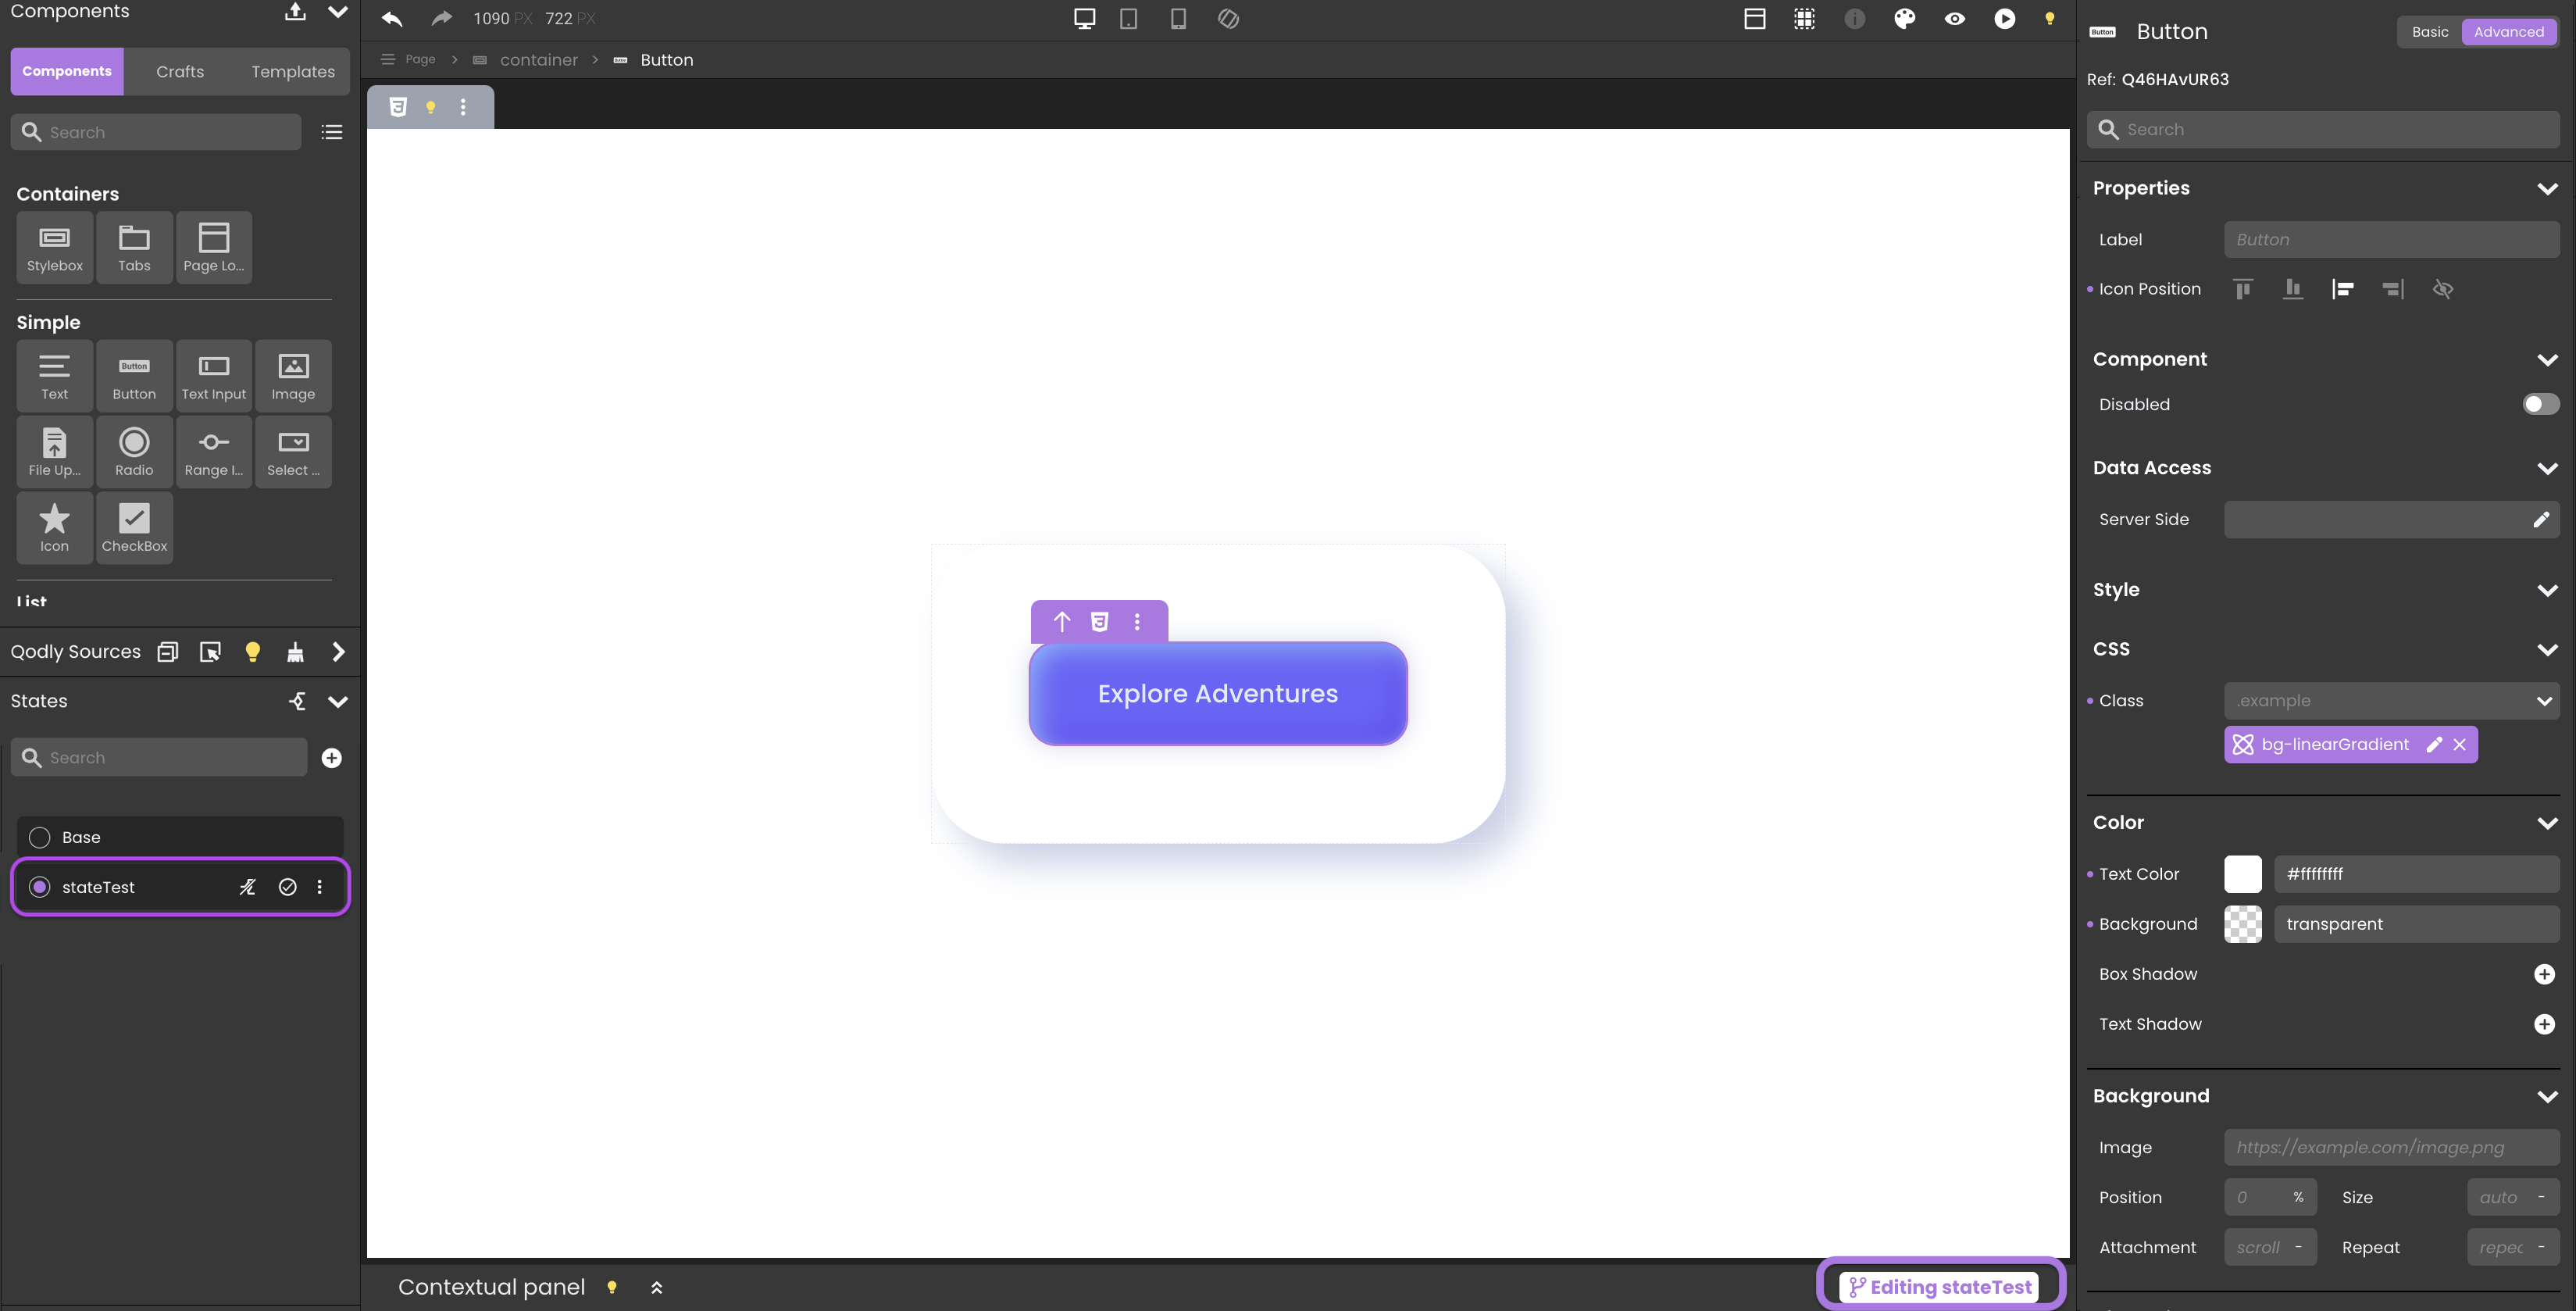 Components
Components
Crafts
Templates
Search
Containers
Stylebox
Tabs
Page Lo...
Simple
Text
Button
Button
Text Input
Image
File Up...
Radio
Range I...
Select ...
Icon
CheckBox
List
Qodly Sources
States
Search
Base
stateTest
1090 PX 722 PX
Page
container
Button
Explore Adventures
Contextual panel
Editing stateTest
Button
Button
Basic
Advanced
Ref: Q46HAvUR63
Search
Properties
Label
Button
Icon Position
Component
Disabled
Data Access
Server Side
Style
CSS
Class
.example
bg-linearGradient
Color
Text Color
#ffffffff
Background
transparent
Box Shadow
Text Shadow
Background
Image
https://example.com/image.png
Position
0 %
Size
auto -
Attachment
scroll -
Repeat
repec -